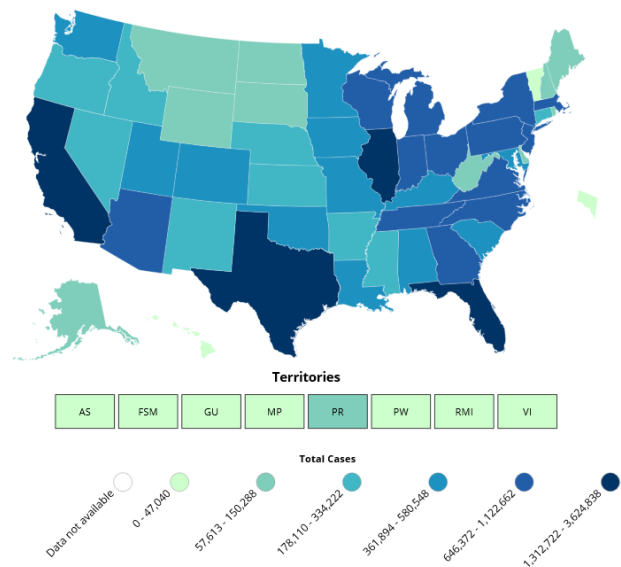 Territories
AS FSM GU MP PR PW RMI VI
Total Cases
Data not available
0 - 47,040
57,613 - 150,288
178,110 - 334,222
361,894 - 580,548
646,372 - 1,122,662
1,312,722 - 3,624,838